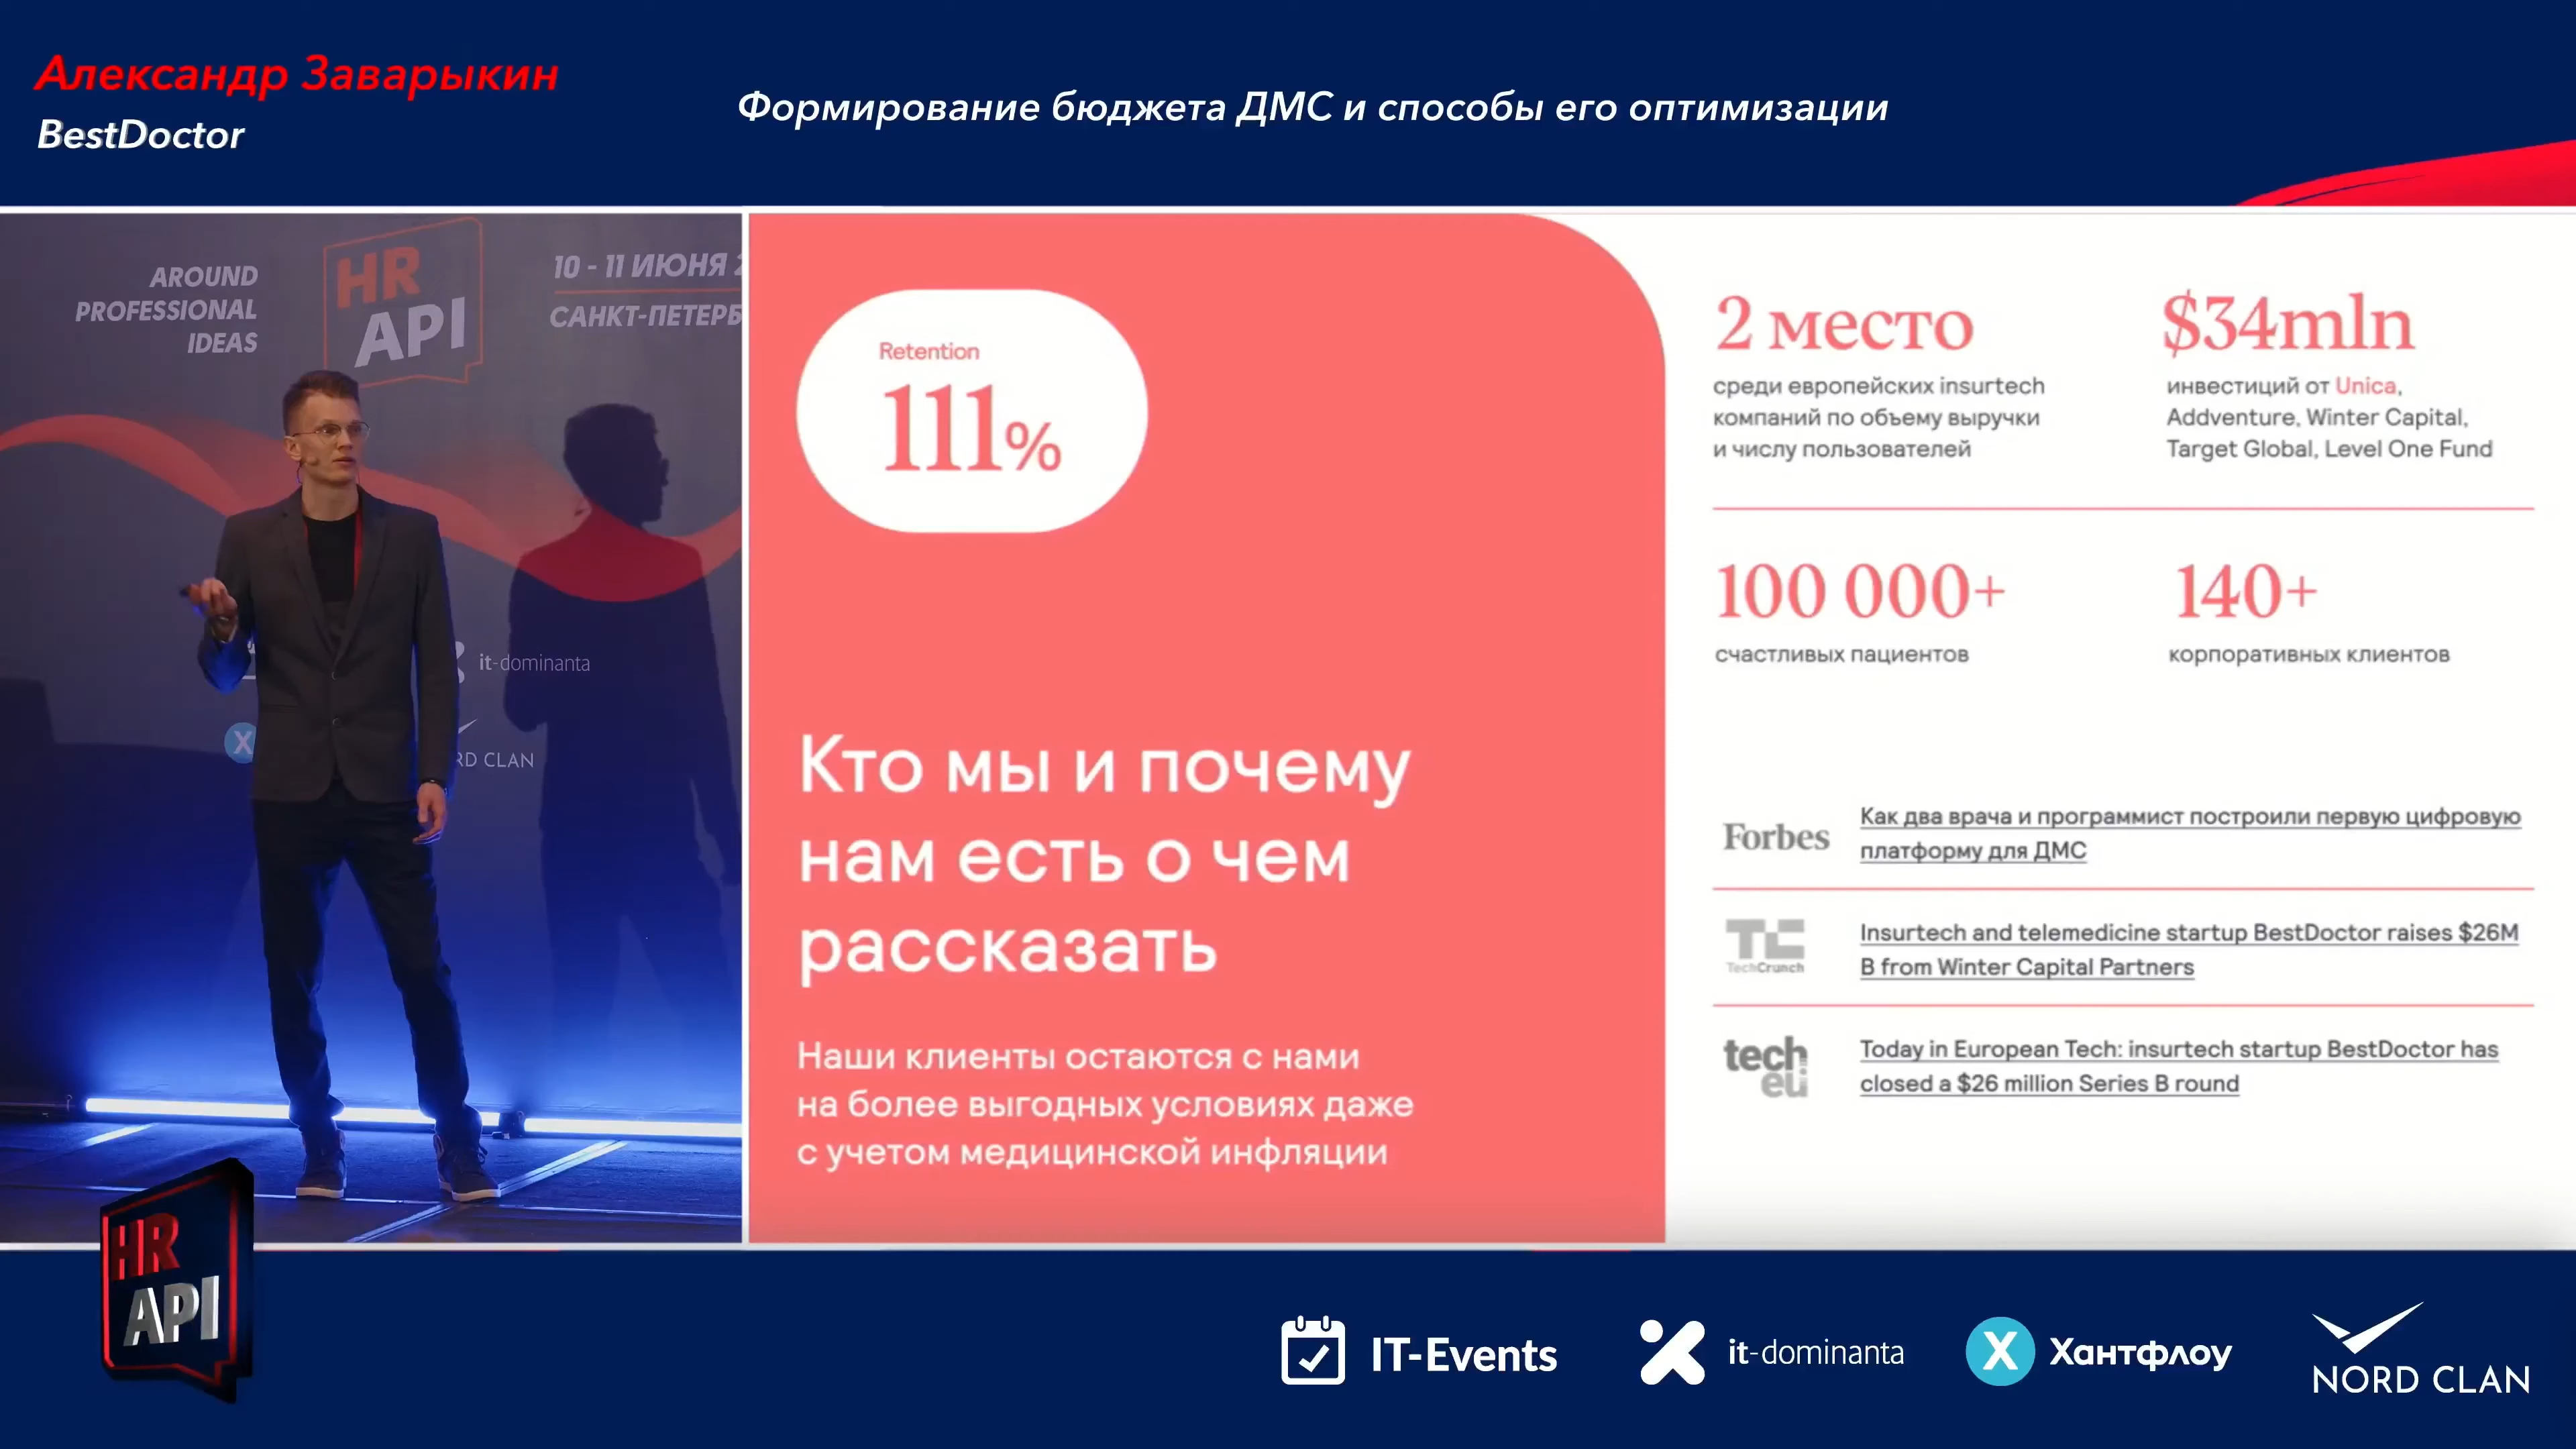 Александр Заварыкин
BestDoctor
Формирование бюджета ДМС и способы его оптимизации
AROUND
PROFESSIONAL
IDEAS
HR
API
10 - 11 ИЮНЯ
САНКТ-ПЕТЕРБ
it-dominanta
X
RD CLAN
Retention
111%
Кто мы и почему
нам есть о чем
рассказать
Наши клиенты остаются с нами
на более выгодных условиях даже
с учетом медицинской инфляции
2 место
среди европейских insurtech
компаний по объему выручки
и числу пользователей
$34mln
инвестиций от Unica,
Addventure, Winter Capital,
Target Global, Level One Fund
100 000+
счастливых пациентов
140+
корпоративных клиентов
Forbes
Как два врача и программист построили первую цифровую
платформу для ДМС
TC
TechCrunch
Insurtech and telemedicine startup BestDoctor raises $26M
B from Winter Capital Partners
tech
eu
Today in European Tech: insurtech startup BestDoctor has
closed a $26 million Series B round
HR
API
IT-Events
it-dominanta
X Хантфлоу
NORD CLAN